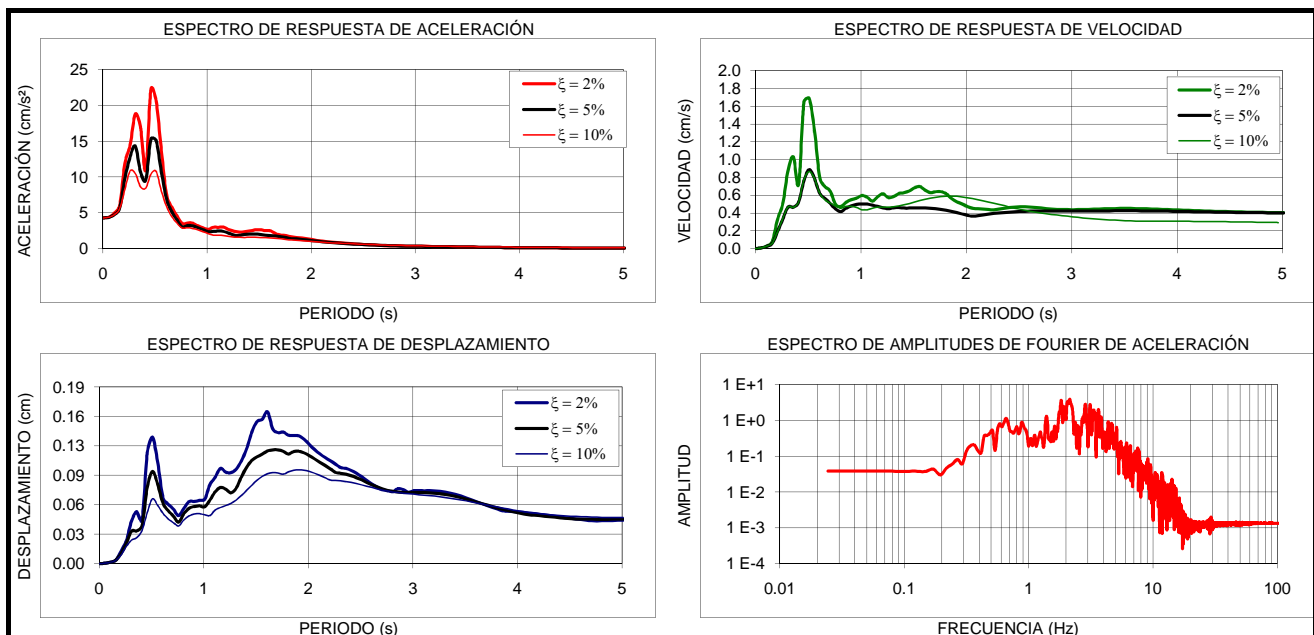 ESPECTRO DE RESPUESTA DE ACELERACIÓN
ACELERACIÓN (cm/s²)
25
20
15
10
5
0
ξ = 2%
ξ = 5%
ξ = 10%
0 1 2 3 4 5
PERIODO (s)
ESPECTRO DE RESPUESTA DE VELOCIDAD
VELOCIDAD (cm/s)
2.0
1.8
1.6
1.4
1.2
1.0
0.8
0.6
0.4
0.2
0.0
ξ = 2%
ξ = 5%
ξ = 10%
0 1 2 3 4 5
PERIODO (s)
ESPECTRO DE RESPUESTA DE DESPLAZAMIENTO
DESPLAZAMIENTO (cm)
0.19
0.16
0.13
0.09
0.06
0.03
0.00
ξ = 2%
ξ = 5%
ξ = 10%
0 1 2 3 4 5
PERIODO (s)
ESPECTRO DE AMPLITUDES DE FOURIER DE ACELERACIÓN
AMPLITUD
1 E+1
1 E+0
1 E-1
1 E-2
1 E-3
1 E-4
0.01 0.1 1 10 100
FRECUENCIA (Hz)